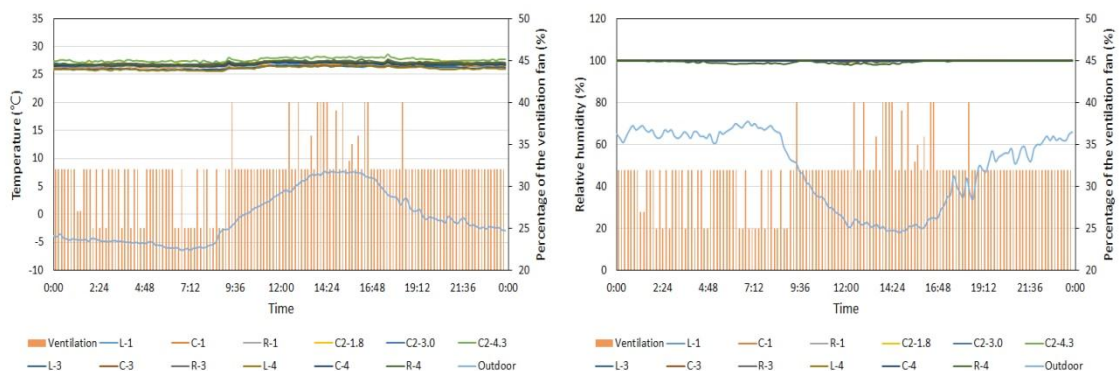 35
30
25
20
15
10
5
0
-5
-10
Temperature (°C)
50
45
40
35
30
25
20
Percentage of the ventilation fan (%)
0:00 2:24 4:48 7:12 9:36 12:00 14:24 16:48 19:12 21:36 0:00
Time
Ventilation L-1 C-1 R-1 C2-1.8 C2-3.0 C2-4.3
L-3 C-3 R-3 L-4 C-4 R-4 Outdoor
120
100
80
60
40
20
0
Relative humidity (%)
50
45
40
35
30
25
20
Percentage of the ventilation fan (%)
0:00 2:24 4:48 7:12 9:36 12:00 14:24 16:48 19:12 21:36 0:00
Time
Ventilation L-1 C-1 R-1 C2-1.8 C2-3.0 C2-4.3
L-3 C-3 R-3 L-4 C-4 R-4 Outdoor